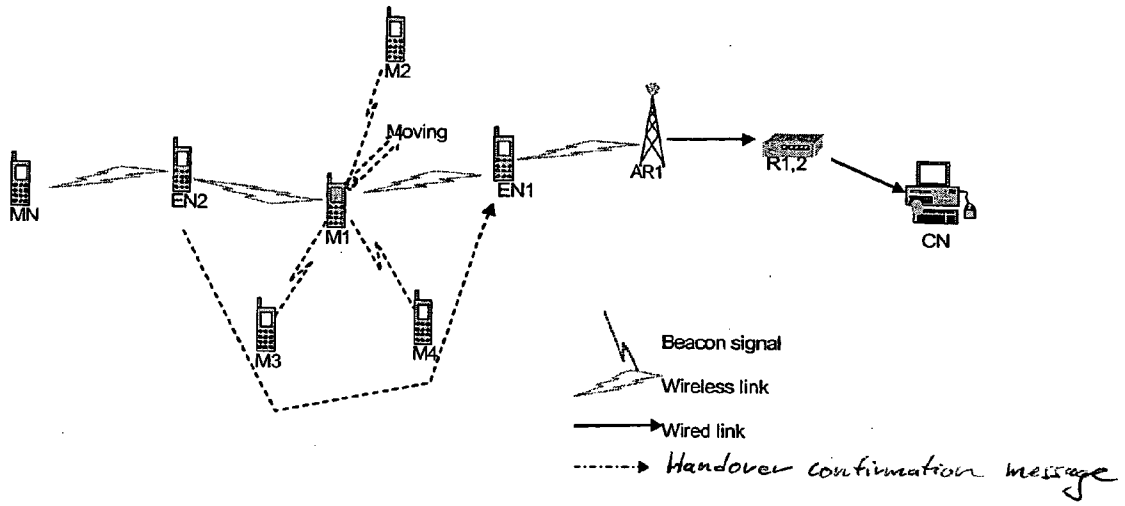 M2
Moving
MN
EN2
M1
EN1
AR1
R1,2
CN
M3
M4
Beacon signal
Wireless link
Wired link
Handover confirmation message